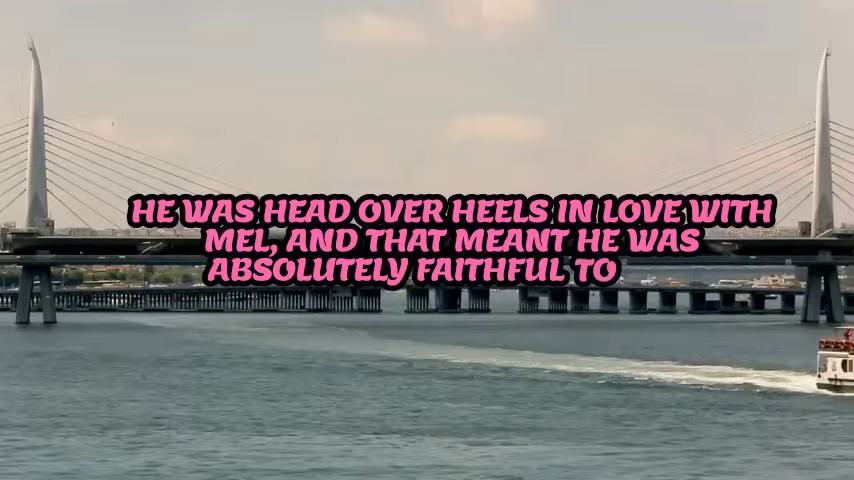 HE WAS HEAD OVER HEELS IN LOVE WITH
MEL, AND THAT MEANT HE WAS
ABSOLUTELY FAITHFUL TO